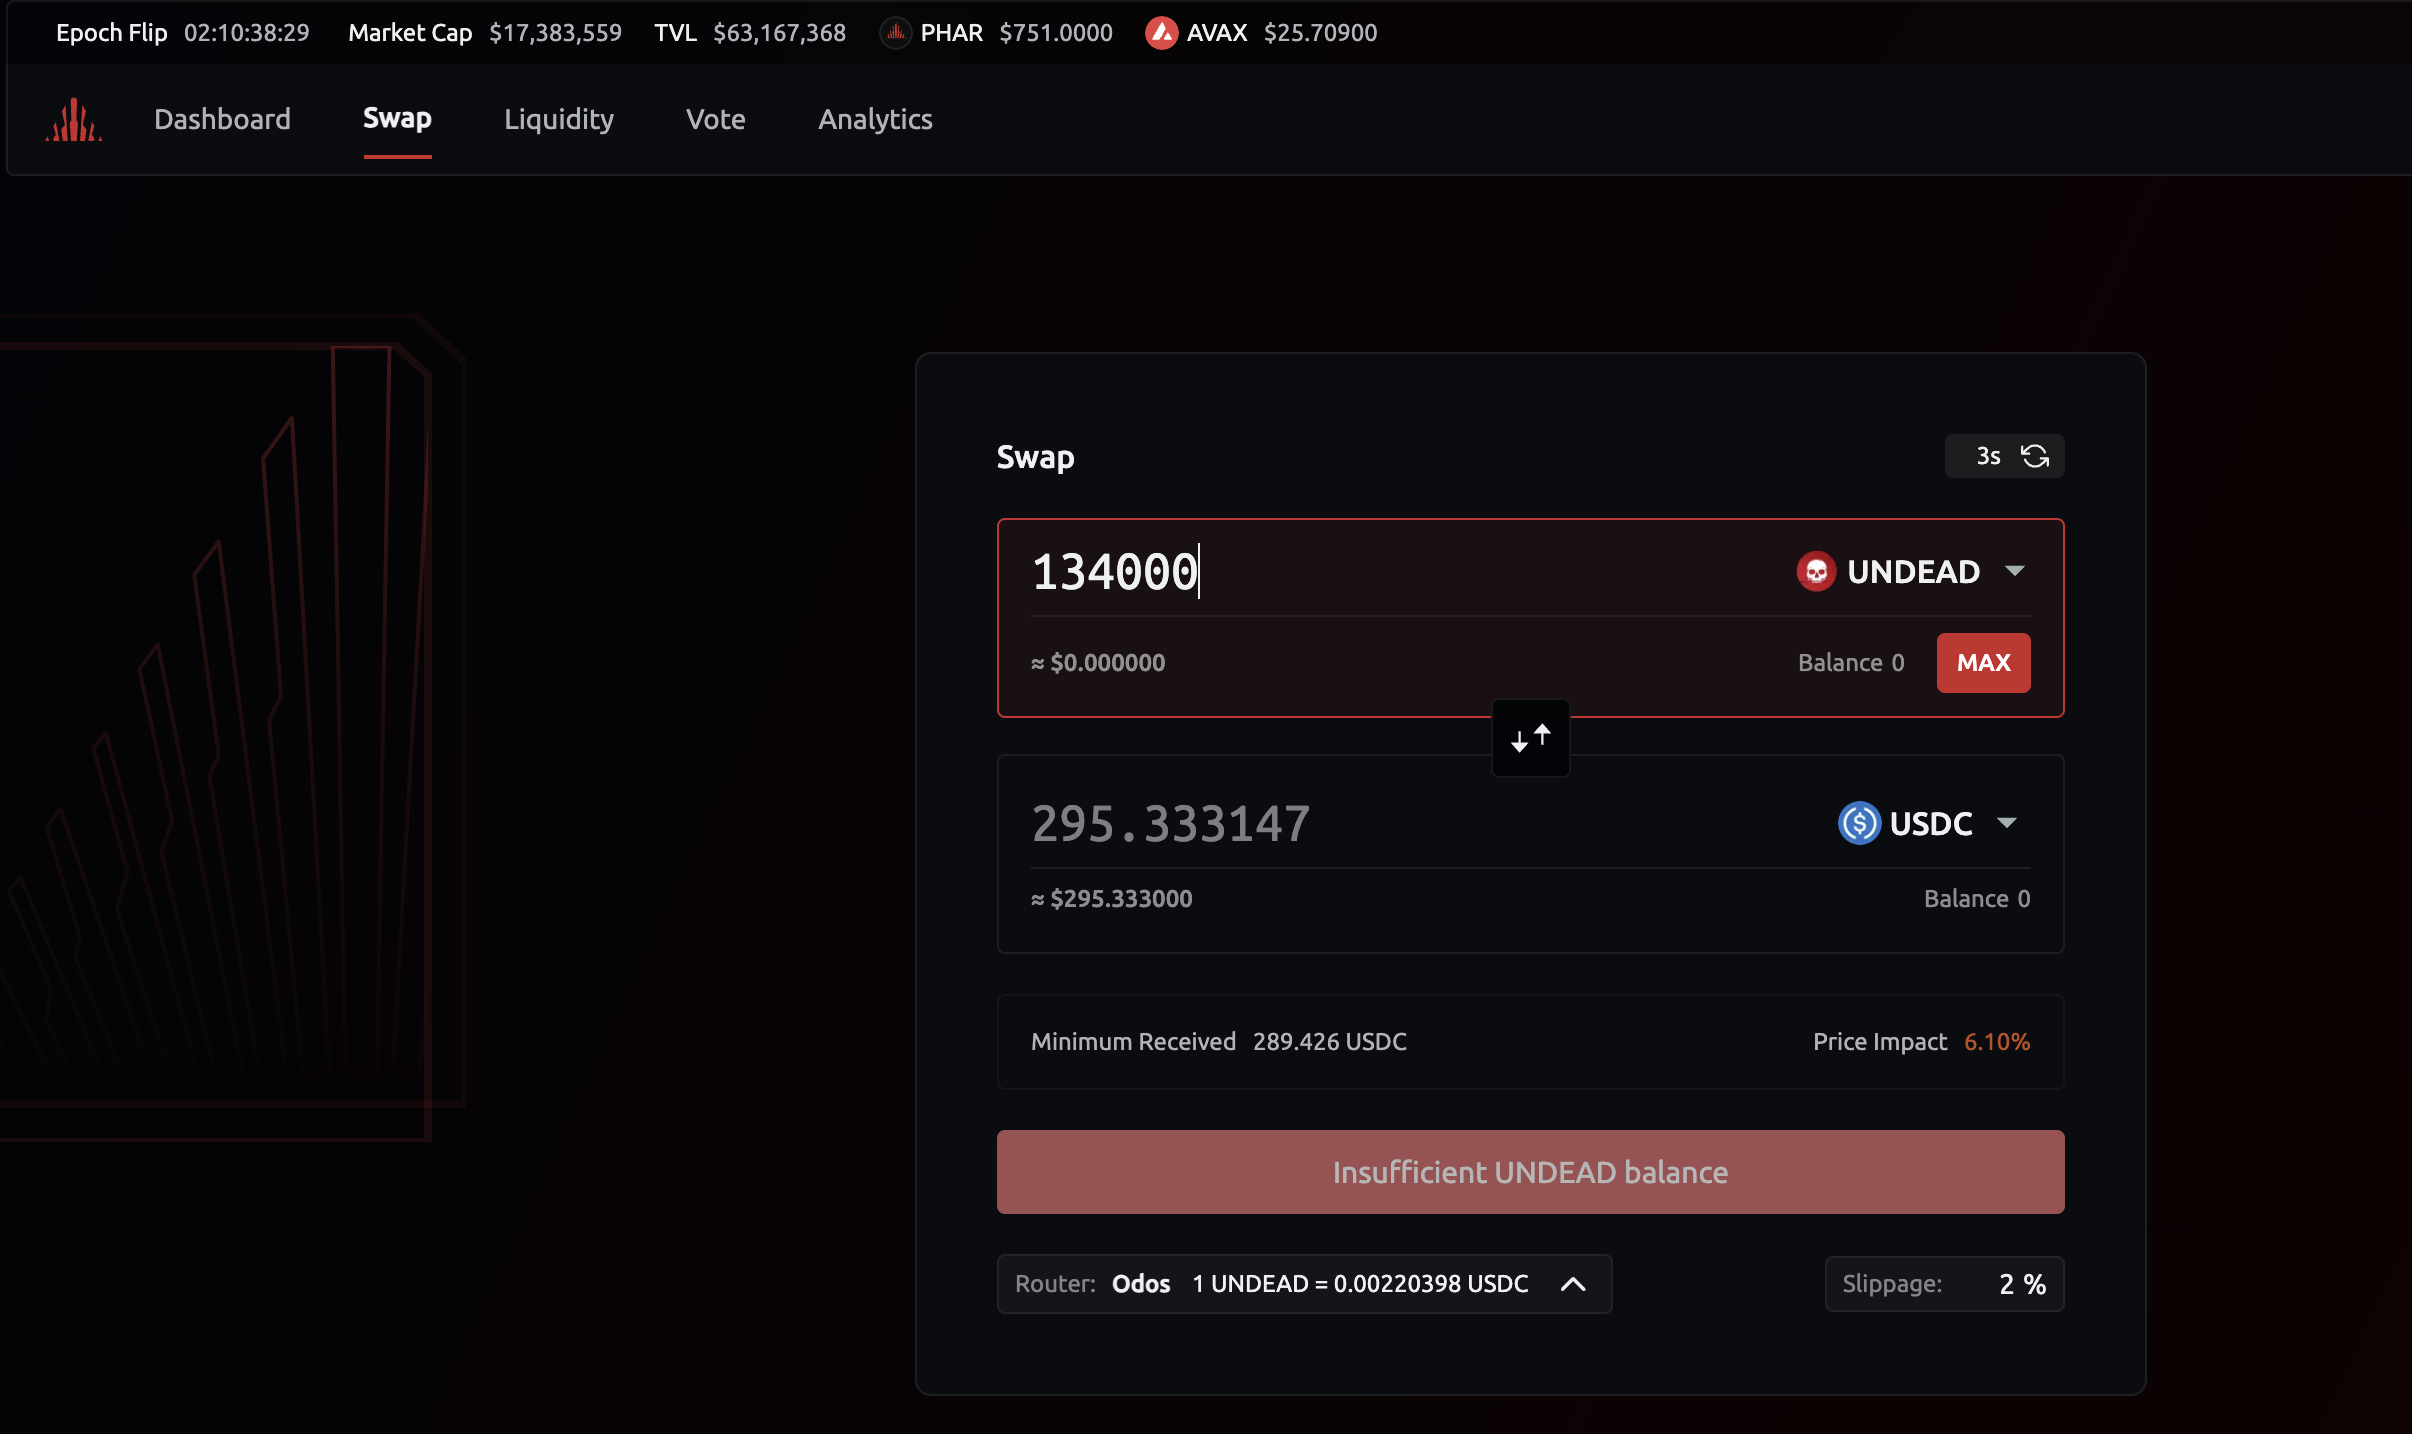 Epoch Flip 02:10:38:29 Market Cap $17,383,559 TVL $63,167,368 PHAR $751.0000 AVAX $25.70900
Dashboard Swap Liquidity Vote Analytics
Swap 3s
134000 UNDEAD
≈ $0.000000 Balance 0 MAX
295.333147 USDC
≈ $295.333000 Balance 0
Minimum Received 289.426 USDC Price Impact 6.10%
Insufficient UNDEAD balance
Router: Odos 1 UNDEAD = 0.00220398 USDC Slippage: 2 %